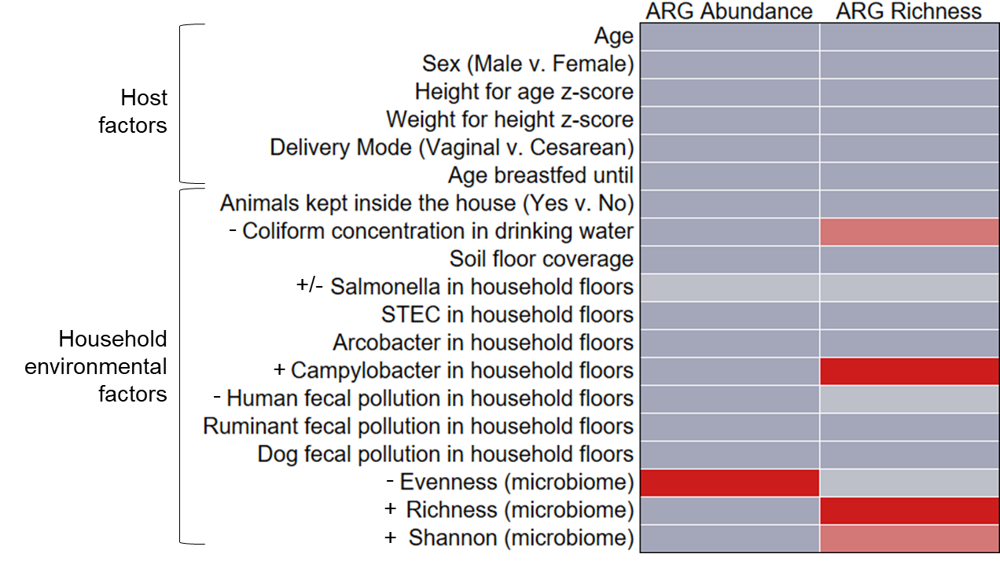 ARG Abundance ARG Richness
Age
Sex (Male v. Female)
Height for age z-score
Host
factors
Weight for height z-score
Delivery Mode (Vaginal v. Cesarean)
Age breastfed until
Animals kept inside the house (Yes v. No)
- Coliform concentration in drinking water
Soil floor coverage
+/- Salmonella in household floors
STEC in household floors
Arcobacter in household floors
Household
environmental
factors
+ Campylobacter in household floors
- Human fecal pollution in household floors
Ruminant fecal pollution in household floors
Dog fecal pollution in household floors
- Evenness (microbiome)
+ Richness (microbiome)
+ Shannon (microbiome)